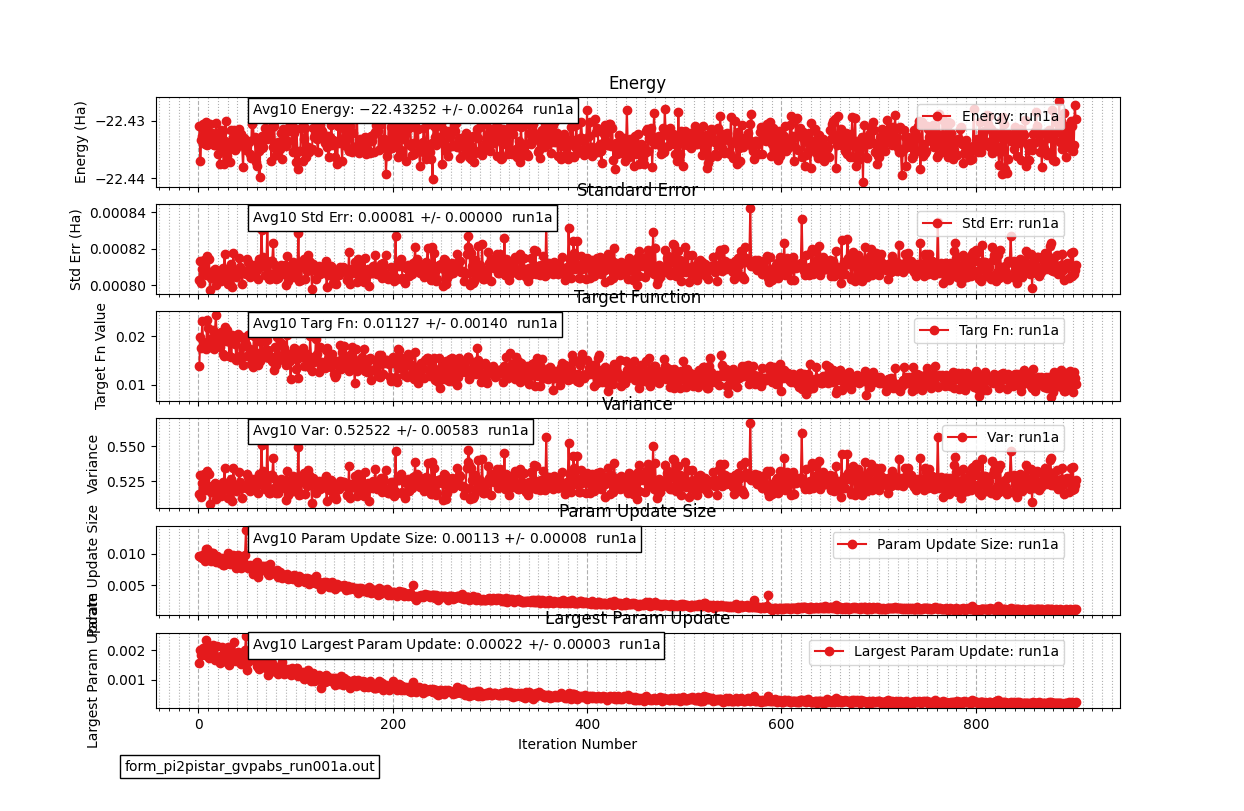 Energy
Energy (Ha)
−22.43
−22.44
Avg10 Energy: −22.43252 +/- 0.00264  run1a
Energy: run1a
Standard Error
Std Err (Ha)
0.00084
0.00082
0.00080
Avg10 Std Err: 0.00081 +/- 0.00000  run1a
Std Err: run1a
Target Function
Target Fn Value
0.02
0.01
Avg10 Targ Fn: 0.01127 +/- 0.00140  run1a
Targ Fn: run1a
Variance
Variance
0.550
0.525
Avg10 Var: 0.52522 +/- 0.00583  run1a
Var: run1a
Param Update Size
Param Update Size
0.010
0.005
Avg10 Param Update Size: 0.00113 +/- 0.00008  run1a
Param Update Size: run1a
Largest Param Update
Largest Param Update
0.002
0.001
Avg10 Largest Param Update: 0.00022 +/- 0.00003  run1a
Largest Param Update: run1a
0
200
400
600
800
Iteration Number
form_pi2pistar_gvpabs_run001a.out